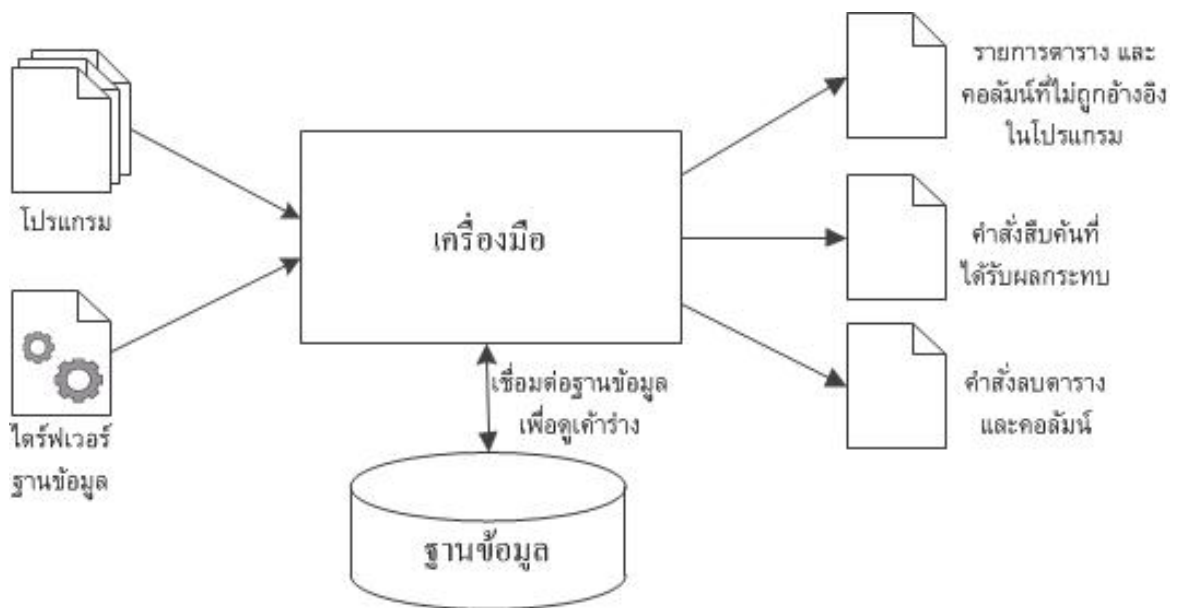 โปรแกรม
ไดร์ฟเวอร์
ฐานข้อมูล
เครื่องมือ
เชื่อมต่อฐานข้อมูล
เพื่อดูเค้าร่าง
ฐานข้อมูล
รายการตาราง และ
คอลัมน์ที่ไม่ถูกอ้างอิง
ในโปรแกรม
คำสั่งสืบค้นที่
ได้รับผลกระทบ
คำสั่งลบตาราง
และคอลัมน์